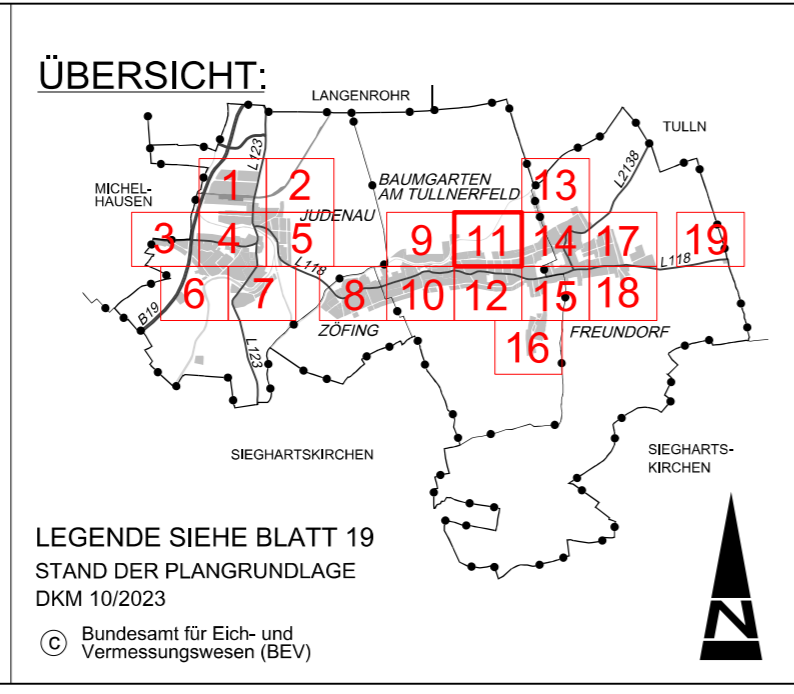 ÜBERSICHT:
LANGENROHR
TULLN
MICHEL-
HAUSEN
BAUMGARTEN
AM TULLNERFELD
JUDENAU
L123
L2138
1
2
13
3
4
5
9
11
14
17
19
L118
L118
6
7
8
10
12
15
18
B19
L123
ZÖFING
16
FREUNDORF
SIEGHARTSKIRCHEN
SIEGHARTS-
KIRCHEN
LEGENDE SIEHE BLATT 19
STAND DER PLANGRUNDLAGE
DKM 10/2023
© Bundesamt für Eich- und
Vermessungswesen (BEV)
N